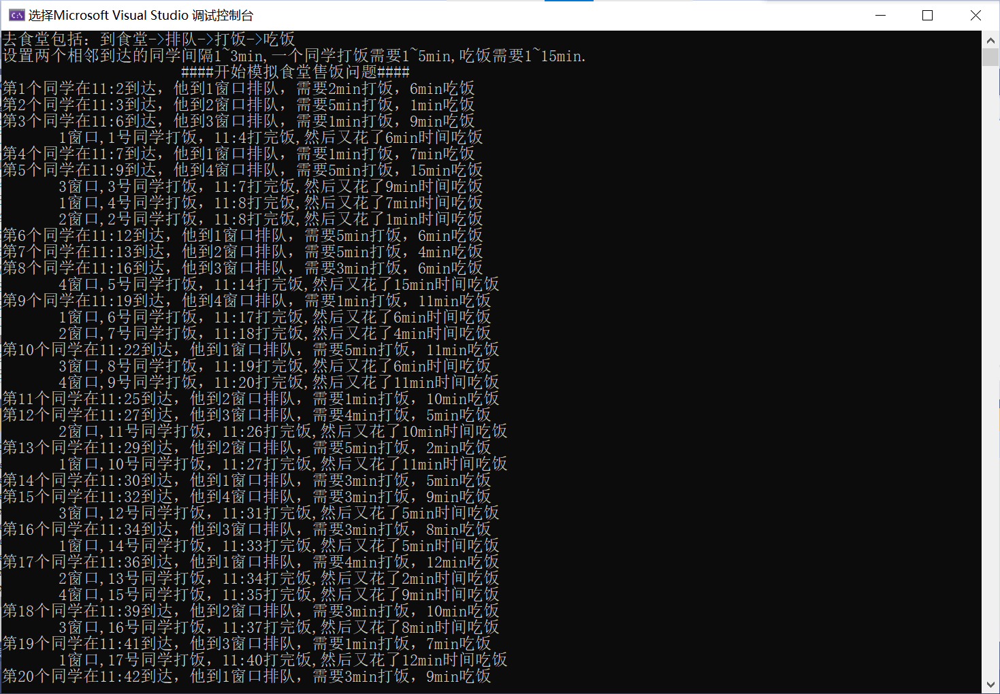 选择Microsoft Visual Studio 调试控制台
去食堂包括：到食堂->排队->打饭->吃饭
设置两个相邻到达的同学间隔1~3min,一个同学打饭需要1~5min,吃饭需要1~15min.
####开始模拟食堂售饭问题####
第1个同学在11:2到达，他到1窗口排队，需要2min打饭，6min吃饭
第2个同学在11:3到达，他到2窗口排队，需要5min打饭，1min吃饭
第3个同学在11:6到达，他到3窗口排队，需要1min打饭，9min吃饭
1窗口,1号同学打饭，11:4打完饭,然后又花了6min时间吃饭
第4个同学在11:7到达，他到1窗口排队，需要1min打饭，7min吃饭
第5个同学在11:9到达，他到4窗口排队，需要5min打饭，15min吃饭
3窗口,3号同学打饭，11:7打完饭,然后又花了9min时间吃饭
1窗口,4号同学打饭，11:8打完饭,然后又花了7min时间吃饭
2窗口,2号同学打饭，11:8打完饭,然后又花了1min时间吃饭
第6个同学在11:12到达，他到1窗口排队，需要5min打饭，6min吃饭
第7个同学在11:13到达，他到2窗口排队，需要5min打饭，4min吃饭
第8个同学在11:16到达，他到3窗口排队，需要3min打饭，6min吃饭
4窗口,5号同学打饭，11:14打完饭,然后又花了15min时间吃饭
第9个同学在11:19到达，他到4窗口排队，需要1min打饭，11min吃饭
1窗口,6号同学打饭，11:17打完饭,然后又花了6min时间吃饭
2窗口,7号同学打饭，11:18打完饭,然后又花了4min时间吃饭
第10个同学在11:22到达，他到1窗口排队，需要5min打饭，11min吃饭
3窗口,8号同学打饭，11:19打完饭,然后又花了6min时间吃饭
4窗口,9号同学打饭，11:20打完饭,然后又花了11min时间吃饭
第11个同学在11:25到达，他到2窗口排队，需要1min打饭，10min吃饭
第12个同学在11:27到达，他到3窗口排队，需要4min打饭，5min吃饭
2窗口,11号同学打饭，11:26打完饭,然后又花了10min时间吃饭
第13个同学在11:29到达，他到2窗口排队，需要5min打饭，2min吃饭
1窗口,10号同学打饭，11:27打完饭,然后又花了11min时间吃饭
第14个同学在11:30到达，他到1窗口排队，需要3min打饭，5min吃饭
第15个同学在11:32到达，他到4窗口排队，需要3min打饭，9min吃饭
3窗口,12号同学打饭，11:31打完饭,然后又花了5min时间吃饭
第16个同学在11:34到达，他到3窗口排队，需要3min打饭，8min吃饭
1窗口,14号同学打饭，11:33打完饭,然后又花了5min时间吃饭
第17个同学在11:36到达，他到1窗口排队，需要4min打饭，12min吃饭
2窗口,13号同学打饭，11:34打完饭,然后又花了2min时间吃饭
4窗口,15号同学打饭，11:35打完饭,然后又花了9min时间吃饭
第18个同学在11:39到达，他到2窗口排队，需要3min打饭，10min吃饭
3窗口,16号同学打饭，11:37打完饭,然后又花了8min时间吃饭
第19个同学在11:41到达，他到3窗口排队，需要1min打饭，7min吃饭
1窗口,17号同学打饭，11:40打完饭,然后又花了12min时间吃饭
第20个同学在11:42到达，他到1窗口排队，需要3min打饭，9min吃饭